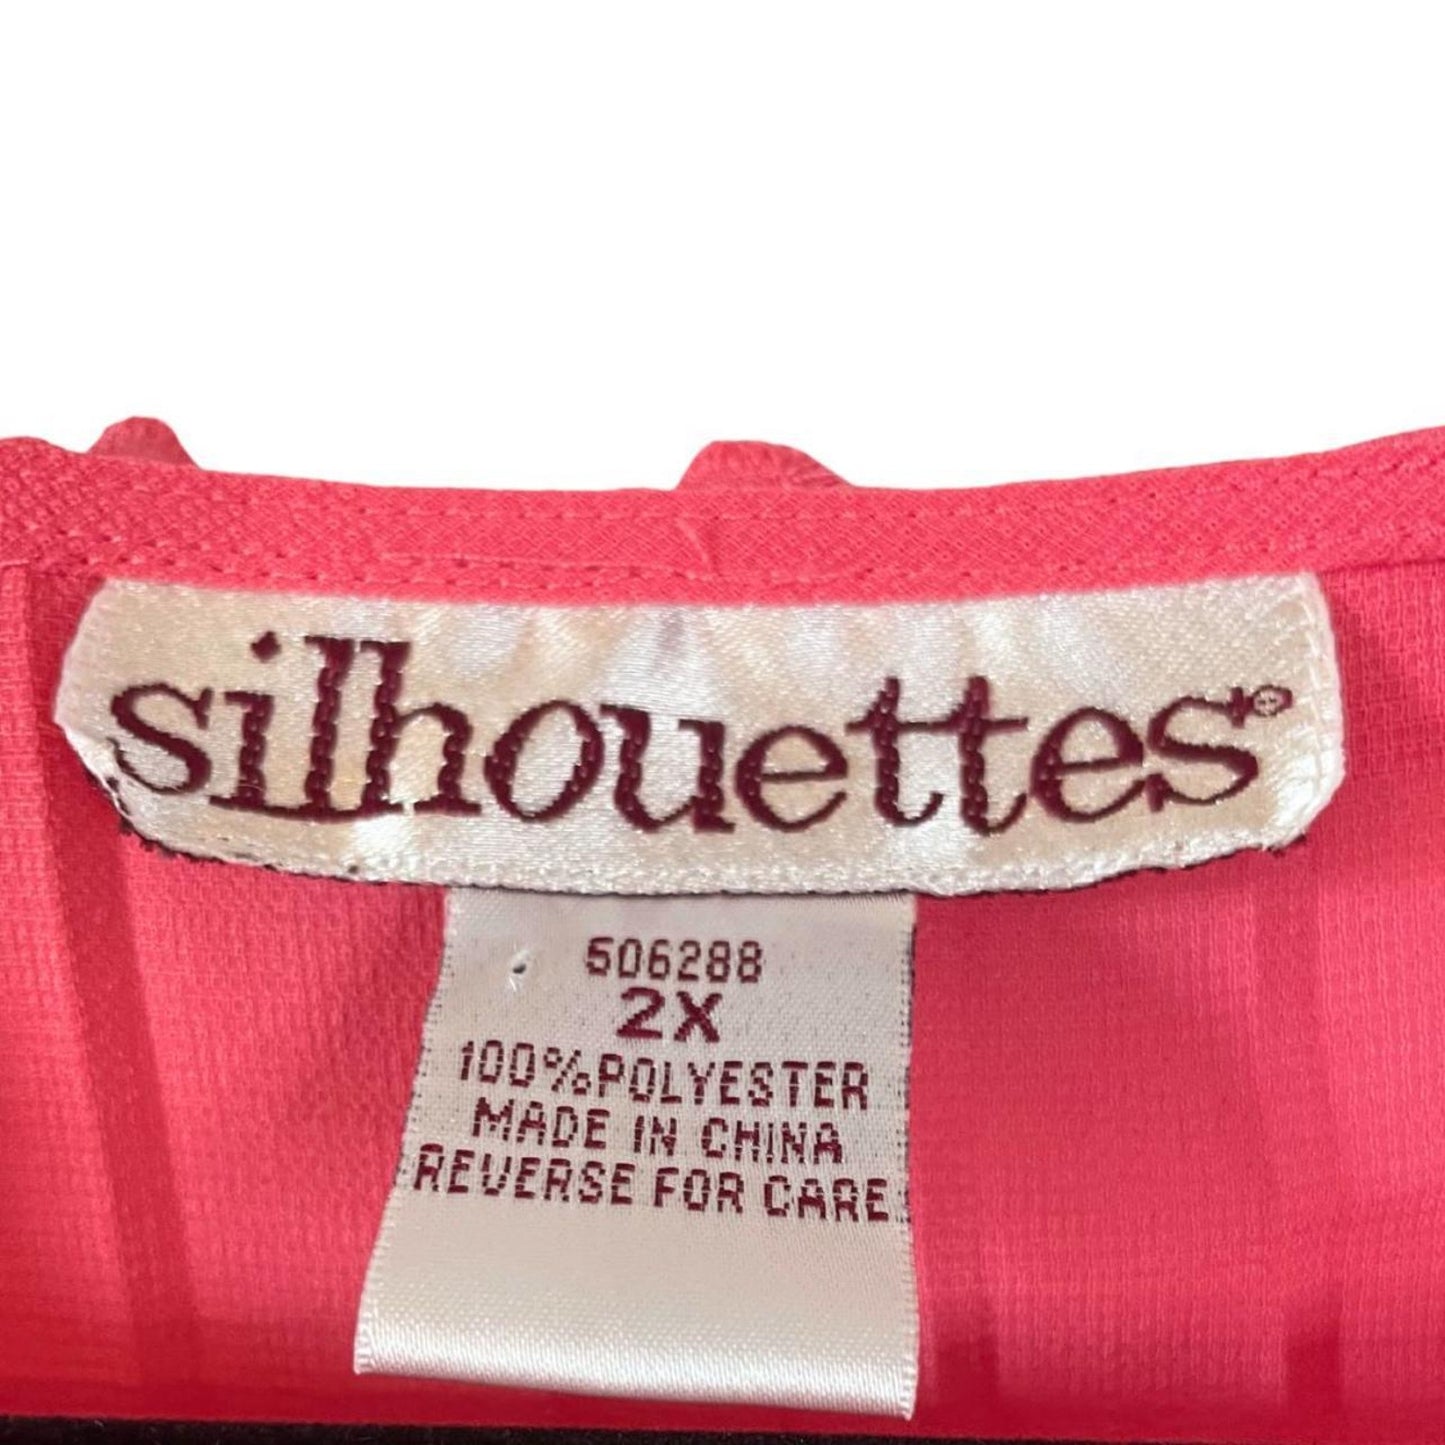 silhouettes®
506288
2X
100%POLYESTER
MADE IN CHINA
REVERSE FOR CARE